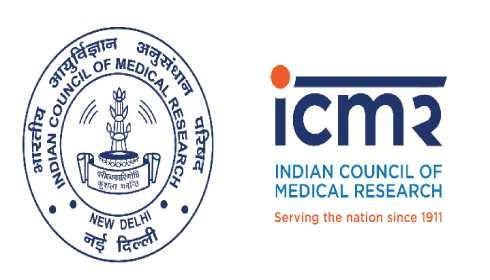 भारतीय आयुर्विज्ञान अनुसंधान परिषद
INDIAN COUNCIL OF MEDICAL RESEARCH
NEW DELHI
नई दिल्ली
icmr
INDIAN COUNCIL OF
MEDICAL RESEARCH
Serving the nation since 1911